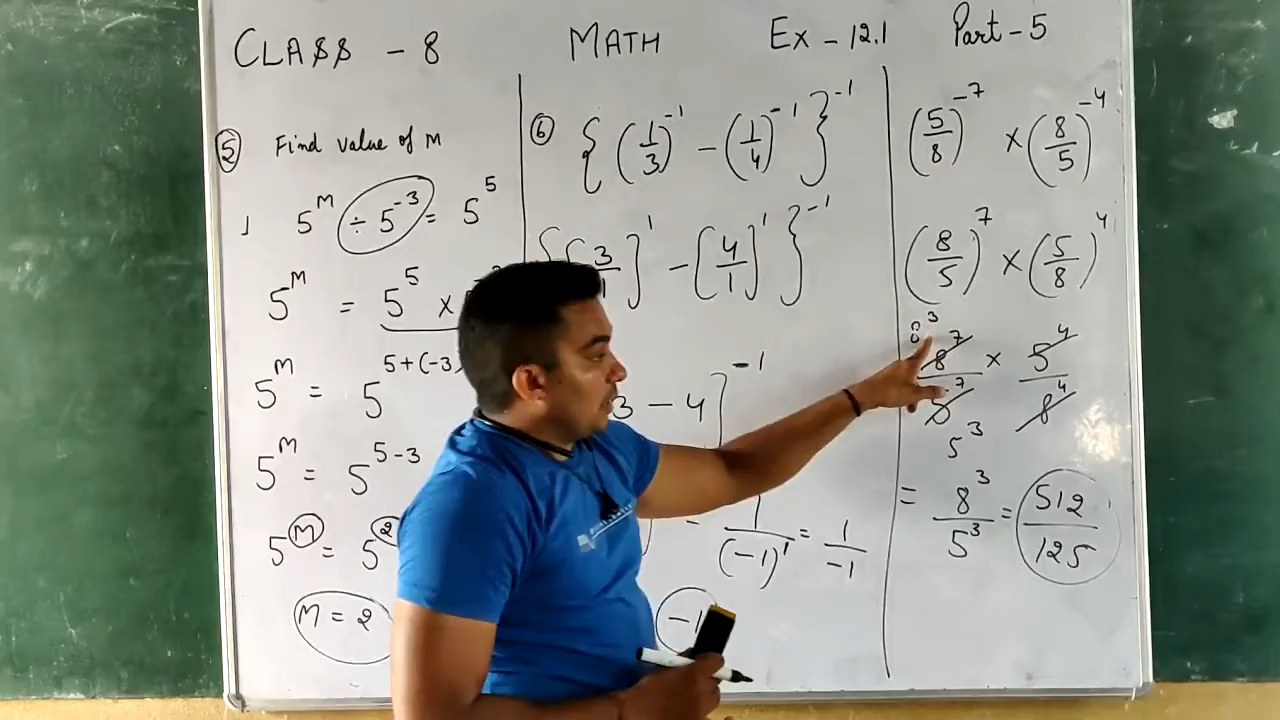 CLASS - 8 MATH Ex - 12.1 Part - 5
5 Find value of M
1 5^M ÷ 5^-3 = 5^5
5^M = 5^5 ×
5^M = 5^5+(-3)
5^M = 5^5-3
5^M = 5^2
M = 2
6 {(1/3)^-1 - (1/4)^-1}^-1
3 ]^1 - [4/1]^1}^-1
3 - 4]^-1
- 1/(-1)^1 = 1/-1
-1
(5/8)^-7 × (8/5)^-4
(8/5)^7 × (5/8)^4
8^3
8^7 × 5^4/8^4
5^3
= 8^3/5^3 = 512/125